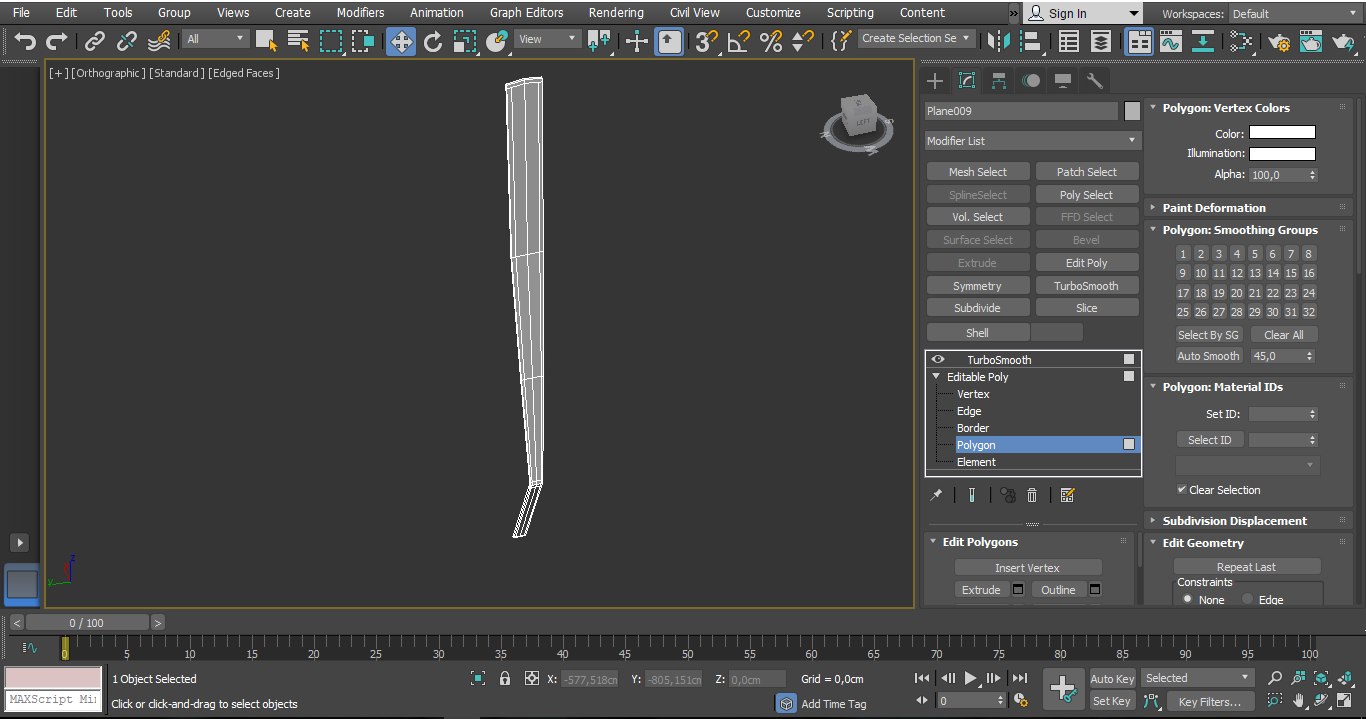 File Edit Tools Group Views Create Modifiers Animation Graph Editors Rendering Civil View Customize Scripting Content » Sign In Workspaces: Default
All View Create Selection Se
[+] [Orthographic] [Standard] [Edged Faces]
LEFT
Z
y
Plane009
Modifier List
Mesh Select Patch Select
SplineSelect Poly Select
Vol. Select FFD Select
Surface Select Bevel
Extrude Edit Poly
Symmetry TurboSmooth
Subdivide Slice
Shell
TurboSmooth
Editable Poly
Vertex
Edge
Border
Polygon
Element
Edit Polygons
Insert Vertex
Extrude Outline
Polygon: Vertex Colors
Color:
Illumination:
Alpha: 100,0
Paint Deformation
Polygon: Smoothing Groups
1 2 3 4 5 6 7 8
9 10 11 12 13 14 15 16
17 18 19 20 21 22 23 24
25 26 27 28 29 30 31 32
Select By SG Clear All
Auto Smooth 45,0
Polygon: Material IDs
Set ID:
Select ID
Clear Selection
Subdivision Displacement
Edit Geometry
Repeat Last
Constraints
None Edge
< 0 / 100 >
0 5 10 15 20 25 30 35 40 45 50 55 60 65 70 75 80 85 90 95 100
1 Object Selected X: -577,518cn Y: -805,151cn Z: 0,0cm Grid = 0,0cm Auto Key Selected
MAXScript Mi Click or click-and-drag to select objects Add Time Tag 0 Set Key Key Filters...